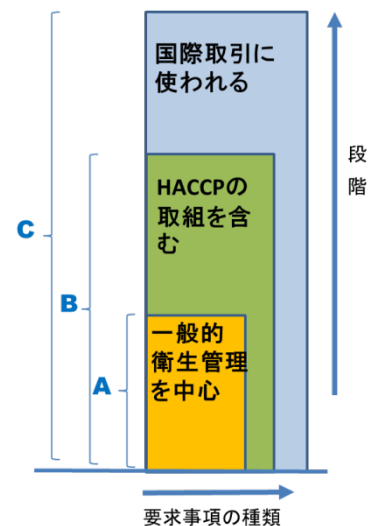 国際取引に
使われる
段
階
HACCPの
取組を含
む
C
B
一般的
衛生管理
を中心
A
要求事項の種類